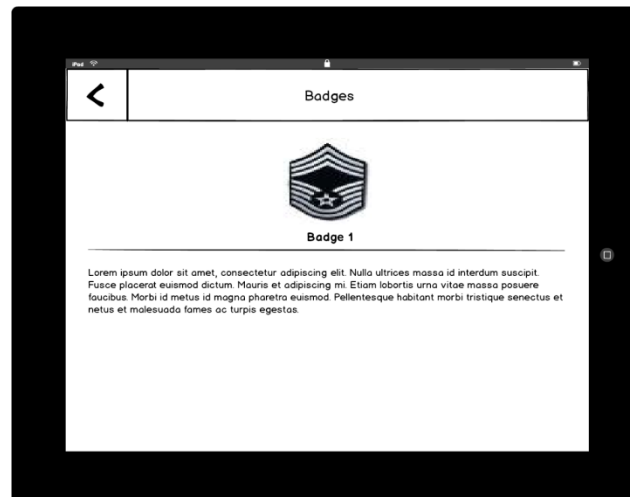 iPad
Badges
Badge 1
Lorem ipsum dolor sit amet, consectetur adipiscing elit. Nulla ultrices massa id interdum suscipit.
Fusce placerat euismod dictum. Mauris et adipiscing mi. Etiam lobortis urna vitae massa posuere
faucibus. Morbi id metus id magna pharetra euismod. Pellentesque habitant morbi tristique senectus et
netus et malesuada fames ac turpis egestas.